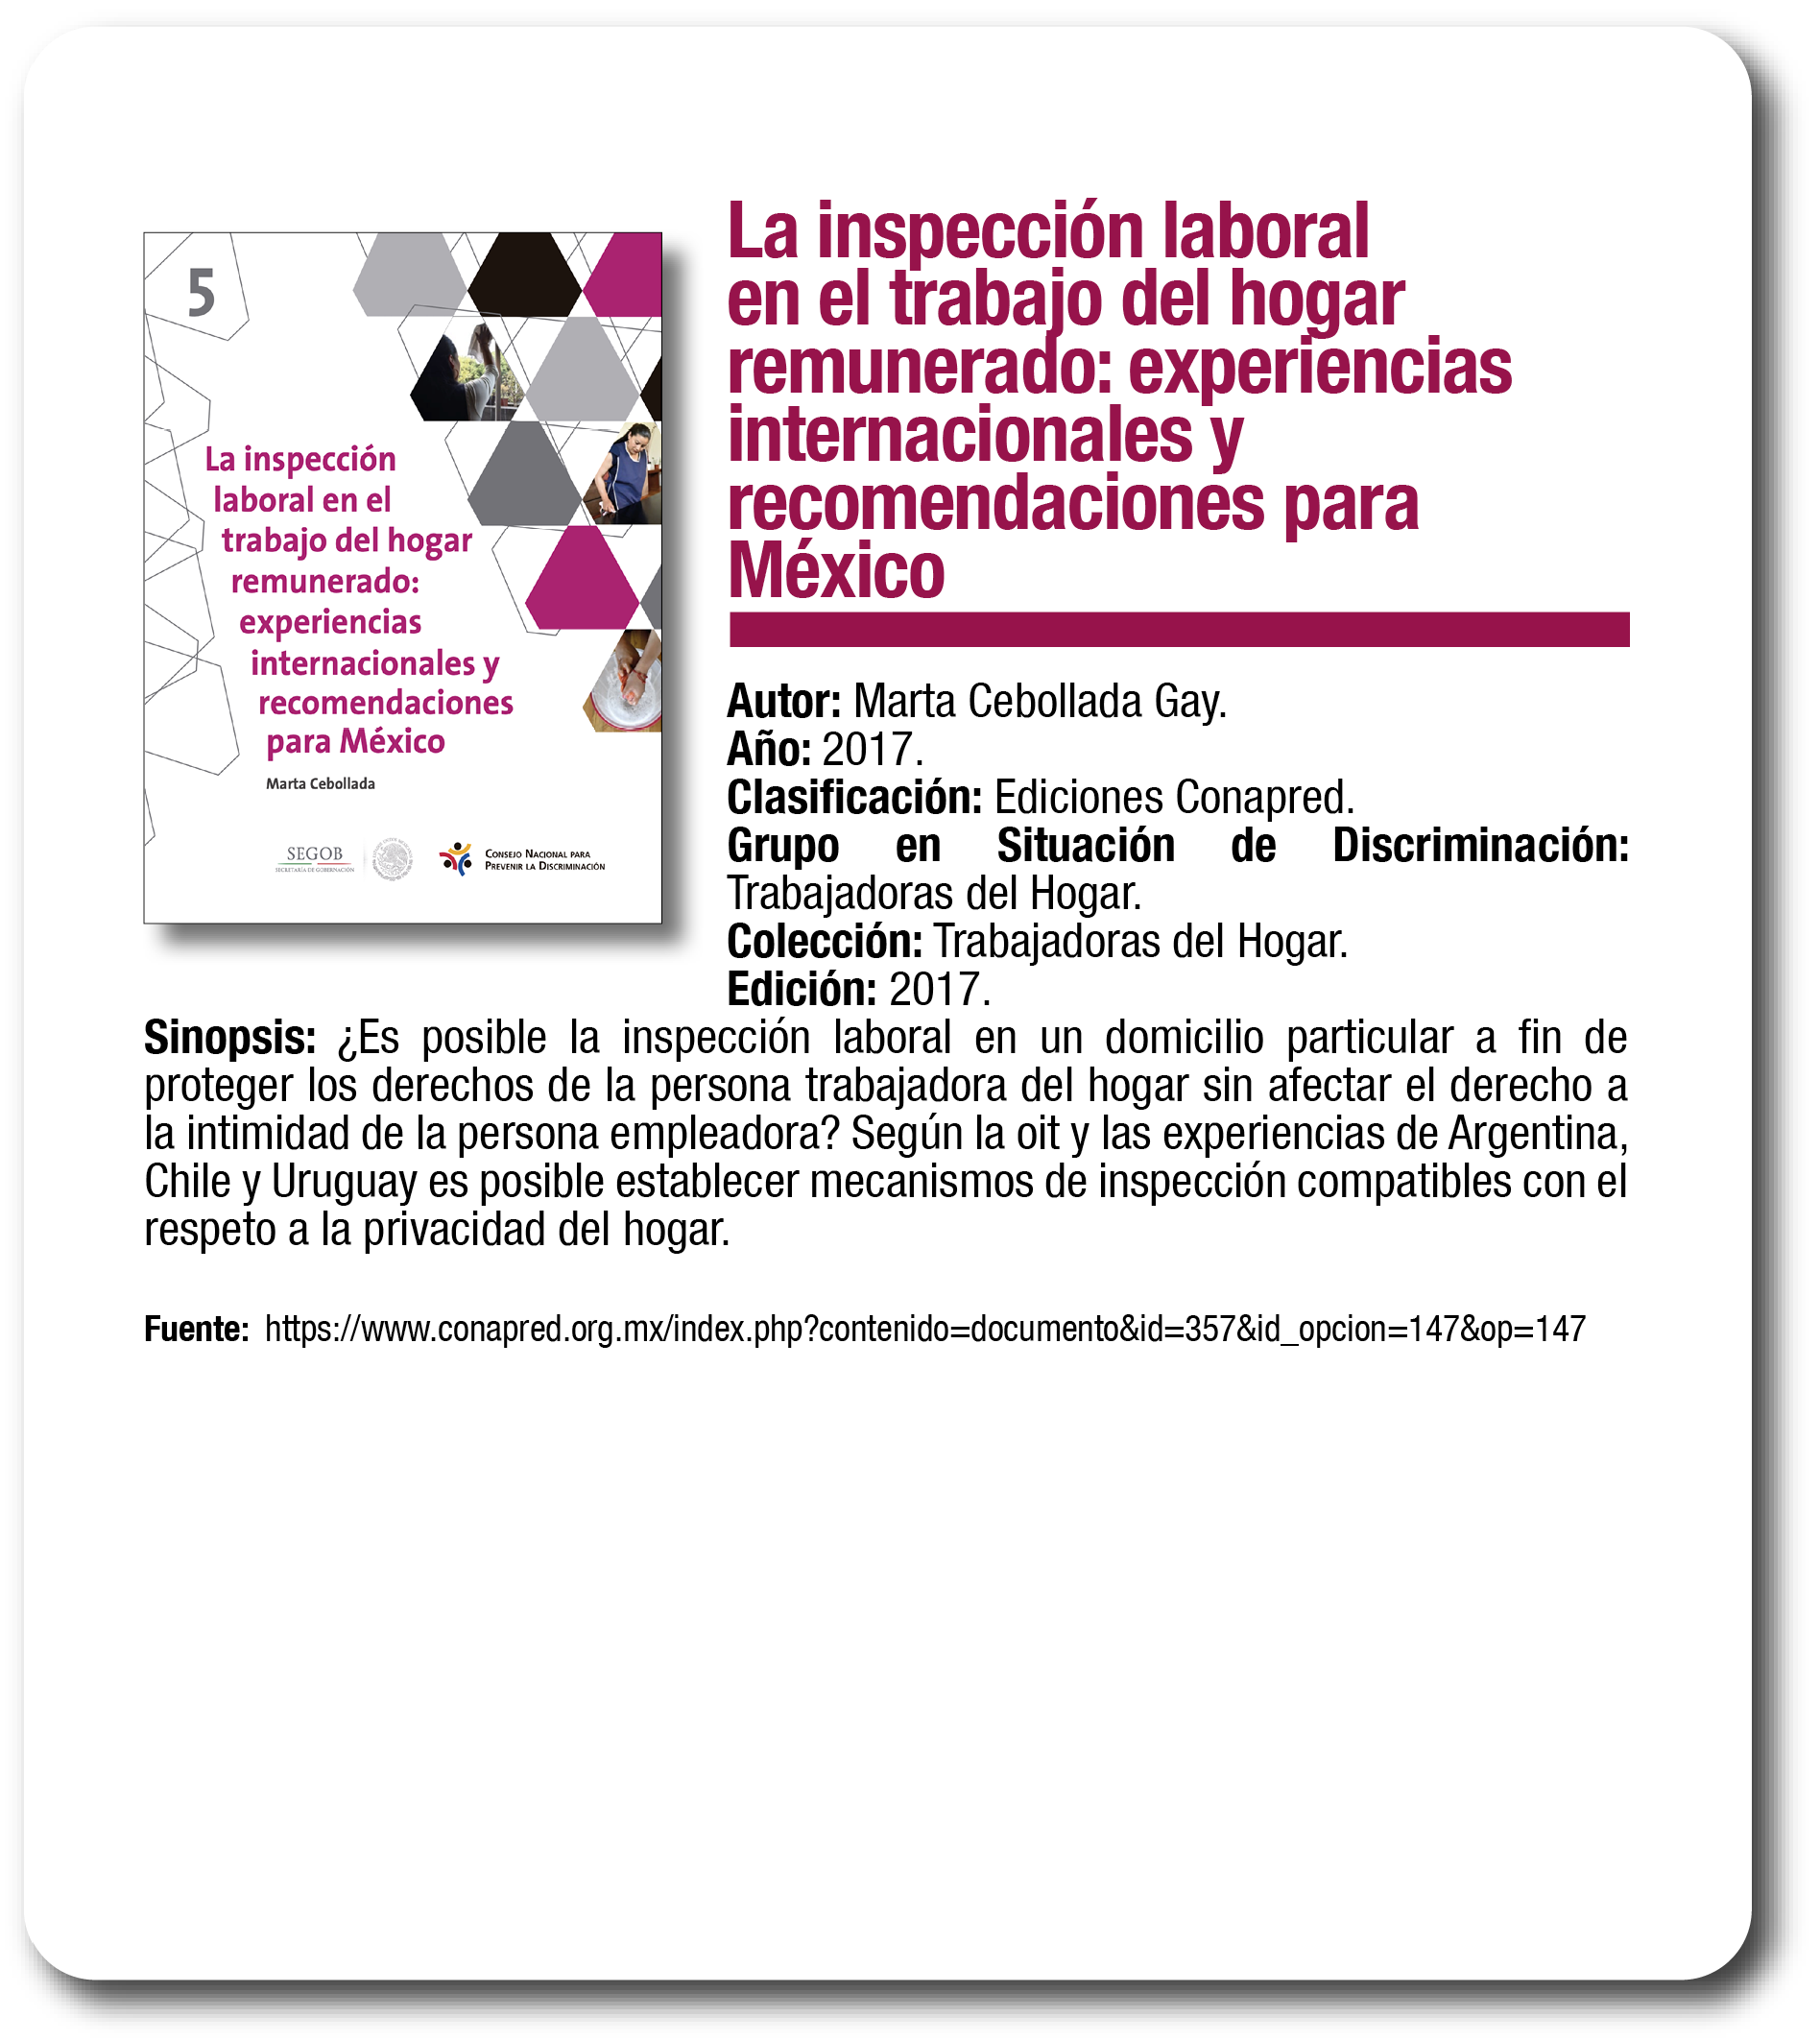 5
La inspección
laboral en el
trabajo del hogar
remunerado:
experiencias
internacionales y
recomendaciones
para México
Marta Cebollada
SEGOB
SECRETARÍA DE GOBERNACIÓN
CONSEJO NACIONAL PARA
PREVENIR LA DISCRIMINACIÓN
La inspección laboral
en el trabajo del hogar
remunerado: experiencias
internacionales y
recomendaciones para
México
Autor: Marta Cebollada Gay.
Año: 2017.
Clasificación: Ediciones Conapred.
Grupo en Situación de Discriminación:
Trabajadoras del Hogar.
Colección: Trabajadoras del Hogar.
Edición: 2017.
Sinopsis: ¿Es posible la inspección laboral en un domicilio particular a fin de
proteger los derechos de la persona trabajadora del hogar sin afectar el derecho a
la intimidad de la persona empleadora? Según la oit y las experiencias de Argentina,
Chile y Uruguay es posible establecer mecanismos de inspección compatibles con el
respeto a la privacidad del hogar.
Fuente: https://www.conapred.org.mx/index.php?contenido=documento&id=357&id_opcion=147&op=147